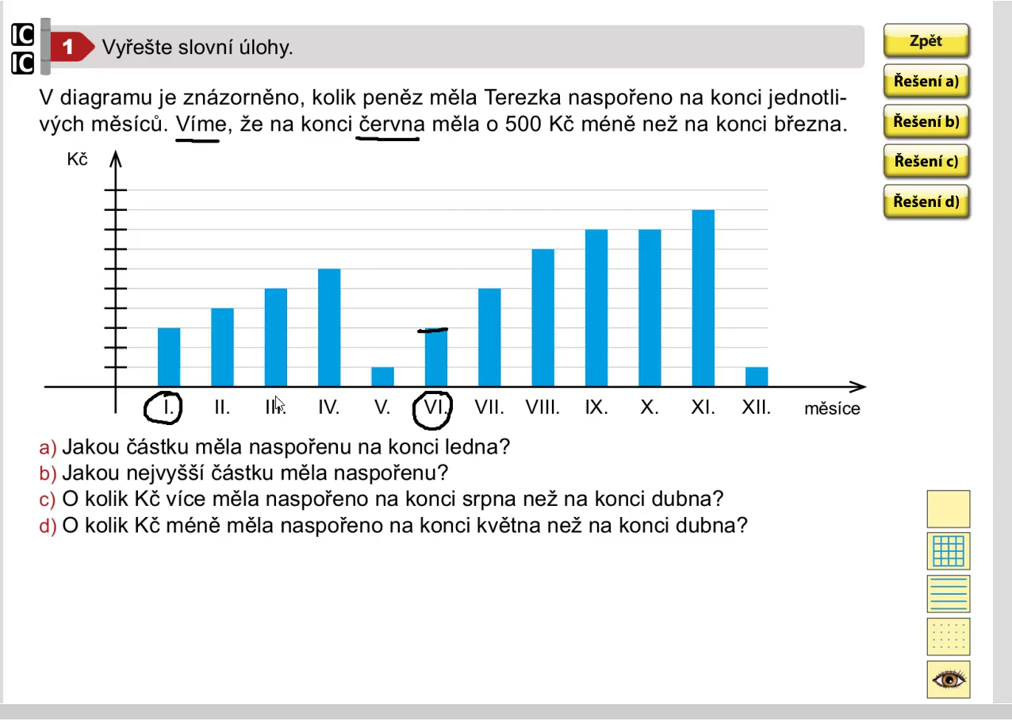 IC
IC
1 Vyřešte slovní úlohy.
Zpět
Řešení a)
Řešení b)
Řešení c)
Řešení d)
V diagramu je znázorněno, kolik peněz měla Terezka naspořeno na konci jednotli-
vých měsíců. Víme, že na konci června měla o 500 Kč méně než na konci března.
Kč
I. II. III. IV. V. VI. VII. VIII. IX. X. XI. XII. měsíce
a) Jakou částku měla naspořenu na konci ledna?
b) Jakou nejvyšší částku měla naspořenu?
c) O kolik Kč více měla naspořeno na konci srpna než na konci dubna?
d) O kolik Kč méně měla naspořeno na konci května než na konci dubna?